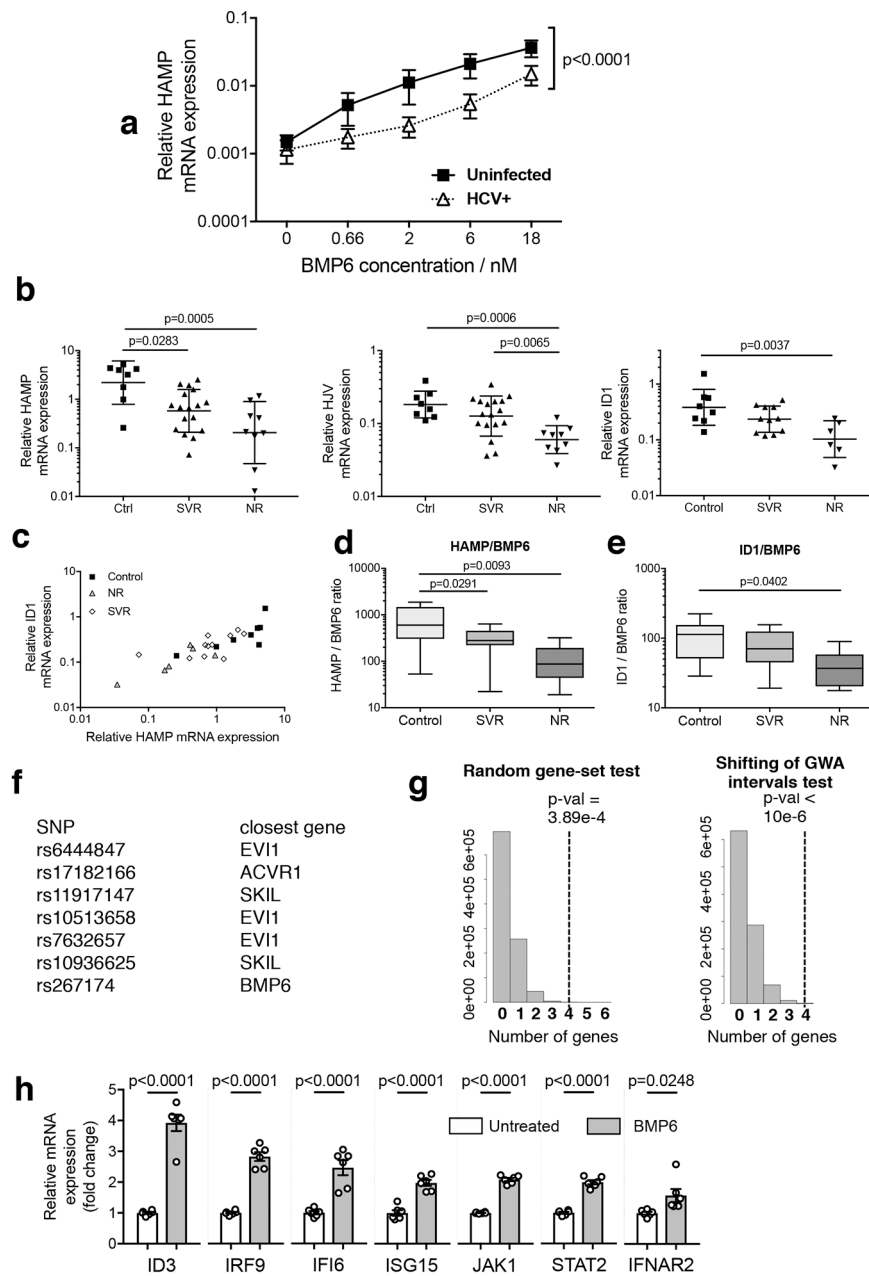 a
Relative HAMP
mRNA expression
0.1
0.01
0.001
0.0001
p<0.0001
Uninfected
HCV+
0 0.66 2 6 18
BMP6 concentration / nM
b
Relative HAMP
mRNA expression
10
1
0.1
0.01
p=0.0005
p=0.0283
Ctrl SVR NR
Relative HJV
mRNA expression
1
0.1
0.01
p=0.0006
p=0.0065
Ctrl SVR NR
Relative ID1
mRNA expression
1
0.1
0.01
p=0.0037
Control SVR NR
c
Relative ID1
mRNA expression
10
1
0.1
0.01
Control
NR
SVR
0.01 0.1 1 10
Relative HAMP mRNA expression
d
HAMP/BMP6
HAMP / BMP6 ratio
10000
1000
100
10
p=0.0093
p=0.0291
Control SVR NR
e
ID1/BMP6
ID1 / BMP6 ratio
1000
100
10
p=0.0402
Control SVR NR
f
SNP closest gene
rs6444847 EVI1
rs17182166 ACVR1
rs11917147 SKIL
rs10513658 EVI1
rs7632657 EVI1
rs10936625 SKIL
rs267174 BMP6
g
Random gene-set test
p-val =
3.89e-4
6e+05
4e+05
2e+05
0e+00
0 1 2 3 4 5 6
Number of genes
Shifting of GWA
intervals test
p-val <
10e-6
6e+05
4e+05
2e+05
0e+00
0 1 2 3 4
Number of genes
h
Relative mRNA
expression
(fold change)
5
4
3
2
1
0
p<0.0001 p<0.0001 p<0.0001 p<0.0001 p<0.0001 p<0.0001 p=0.0248
Untreated BMP6
ID3 IRF9 IFI6 ISG15 JAK1 STAT2 IFNAR2